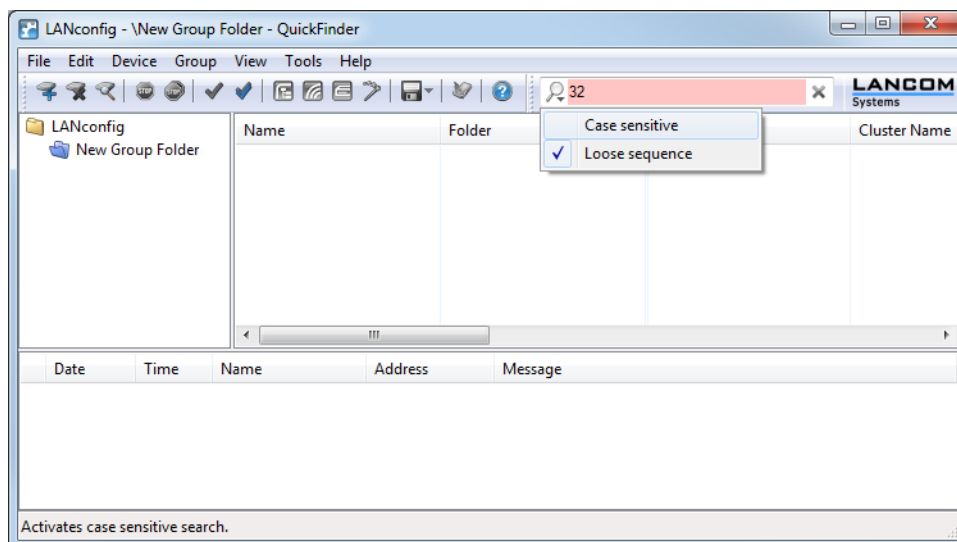 LANconfig - \New Group Folder - QuickFinder
File Edit Device Group View Tools Help
32
LANCOM
Systems
LANconfig
New Group Folder
Name Folder Cluster Name
Case sensitive
Loose sequence
Date Time Name Address Message
Activates case sensitive search.